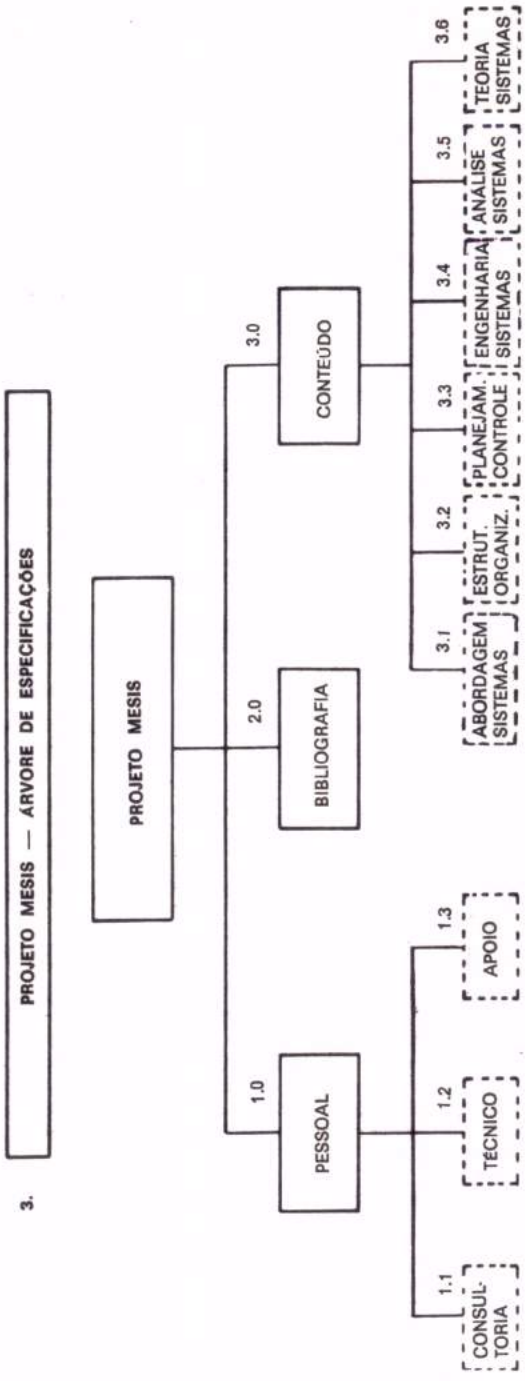 3.
PROJETO MESIS — ÁRVORE DE ESPECIFICAÇÕES
PROJETO MESIS
1.0
2.0
3.0
PESSOAL
BIBLIOGRAFIA
CONTEÚDO
1.1
1.2
1.3
3.1
3.2
3.3
3.4
3.5
3.6
CONSUL-
TORIA
TÉCNICO
APOIO
ABORDAGEM
SISTEMAS
ESTRUT.
ORGANIZ.
PLANEJAM.
CONTROLE
ENGENHARIA
SISTEMAS
ANÁLISE
SISTEMAS
TEORIA
SISTEMAS